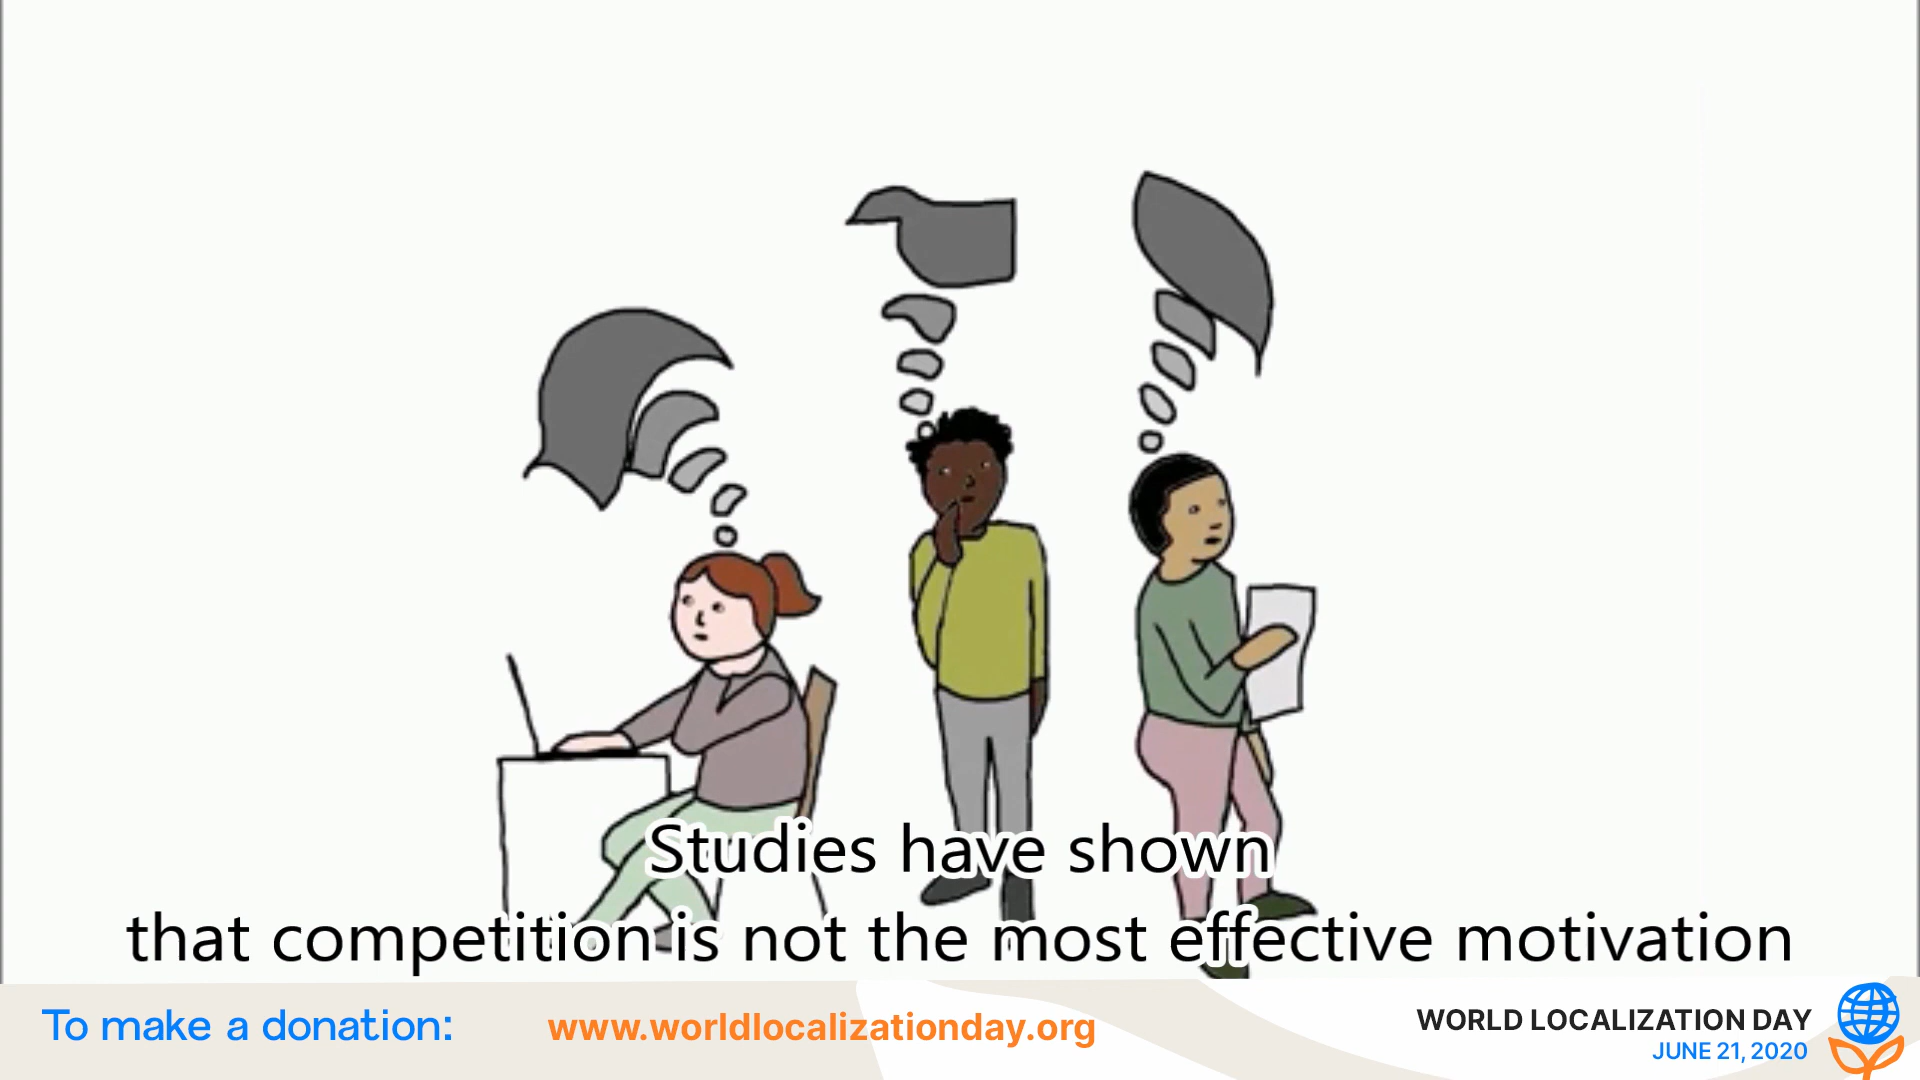 Studies have shown
that competition is not the most effective motivation
To make a donation:
www.worldlocalizationday.org
WORLD LOCALIZATION DAY
JUNE 21, 2020